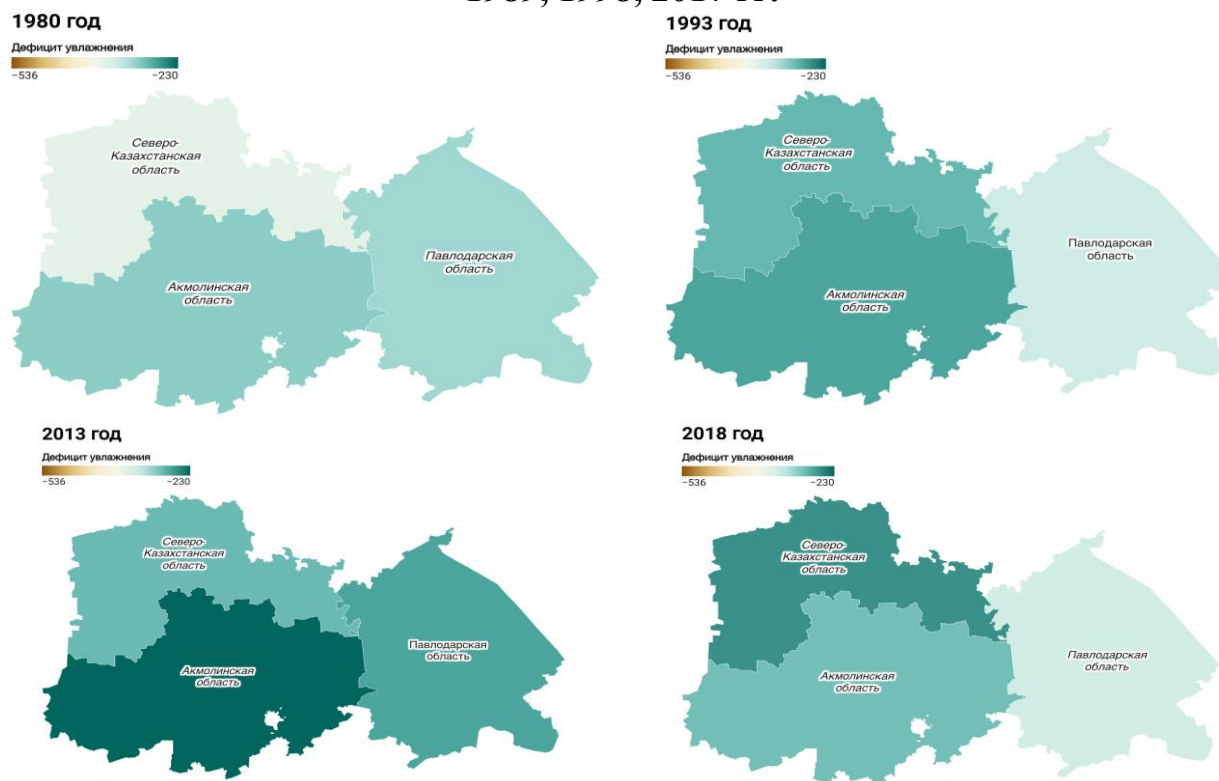 1980 год
Дефицит увлажнения
−536
−230
Северо-
Казахстанская
область
Акмолинская
область
Павлодарская
область
1993 год
Дефицит увлажнения
−536
−230
Северо-
Казахстанская
область
Акмолинская
область
Павлодарская
область
2013 год
Дефицит увлажнения
−536
−230
Северо-
Казахстанская
область
Акмолинская
область
Павлодарская
область
2018 год
Дефицит увлажнения
−536
−230
Северо-
Казахстанская
область
Акмолинская
область
Павлодарская
область